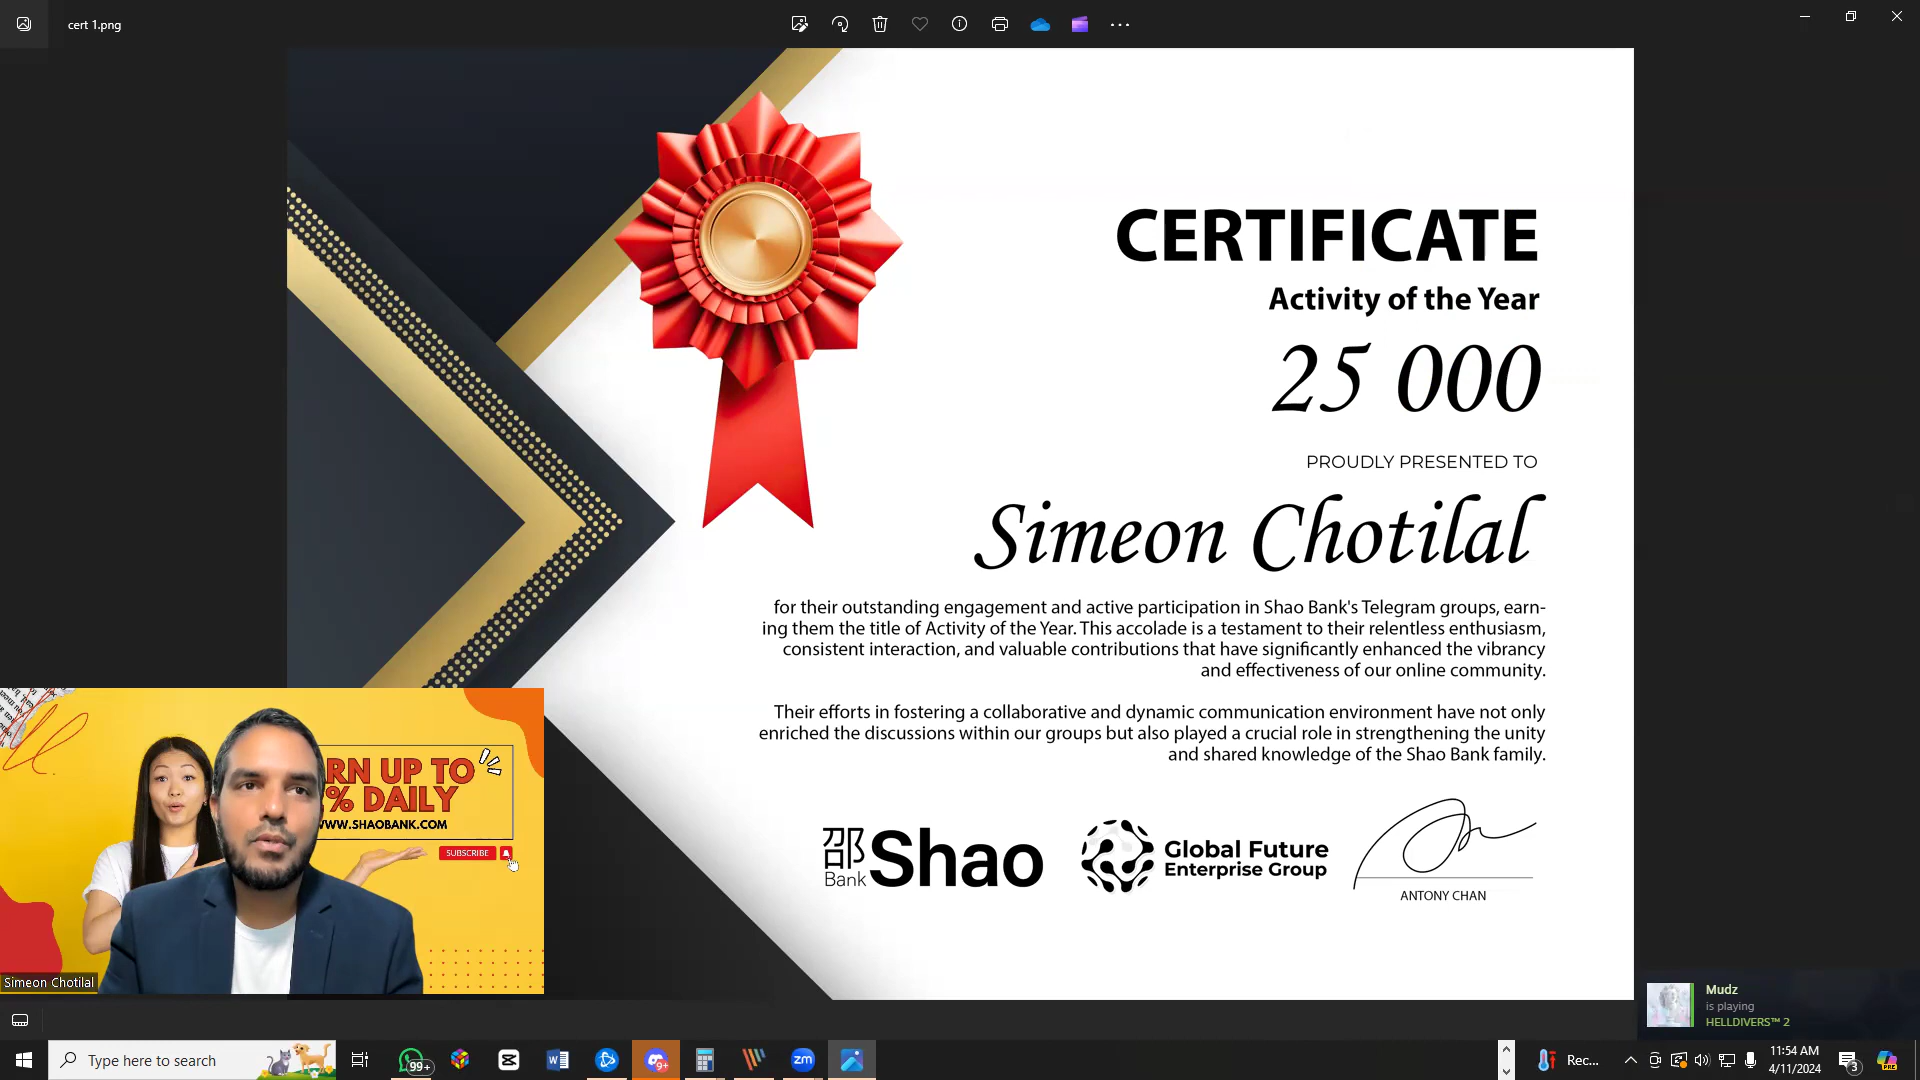 cert 1.png
CERTIFICATE
Activity of the Year
25 000
PROUDLY PRESENTED TO
Simeon Chotilal
for their outstanding engagement and active participation in Shao Bank's Telegram groups, earn-
ing them the title of Activity of the Year. This accolade is a testament to their relentless enthusiasm,
consistent interaction, and valuable contributions that have significantly enhanced the vibrancy
and effectiveness of our online community.
Their efforts in fostering a collaborative and dynamic communication environment have not only
enriched the discussions within our groups but also played a crucial role in strengthening the unity
and shared knowledge of the Shao Bank family.
邵
Bank Shao
Global Future
Enterprise Group
ANTONY CHAN
RN UP TO
% DAILY
WWW.SHAOBANK.COM
SUBSCRIBE
Simeon Chotilal
Mudz
is playing
HELLDIVERS™ 2
Type here to search
99+
9+
zm
Rec...
11:54 AM
4/11/2024
3
PRE